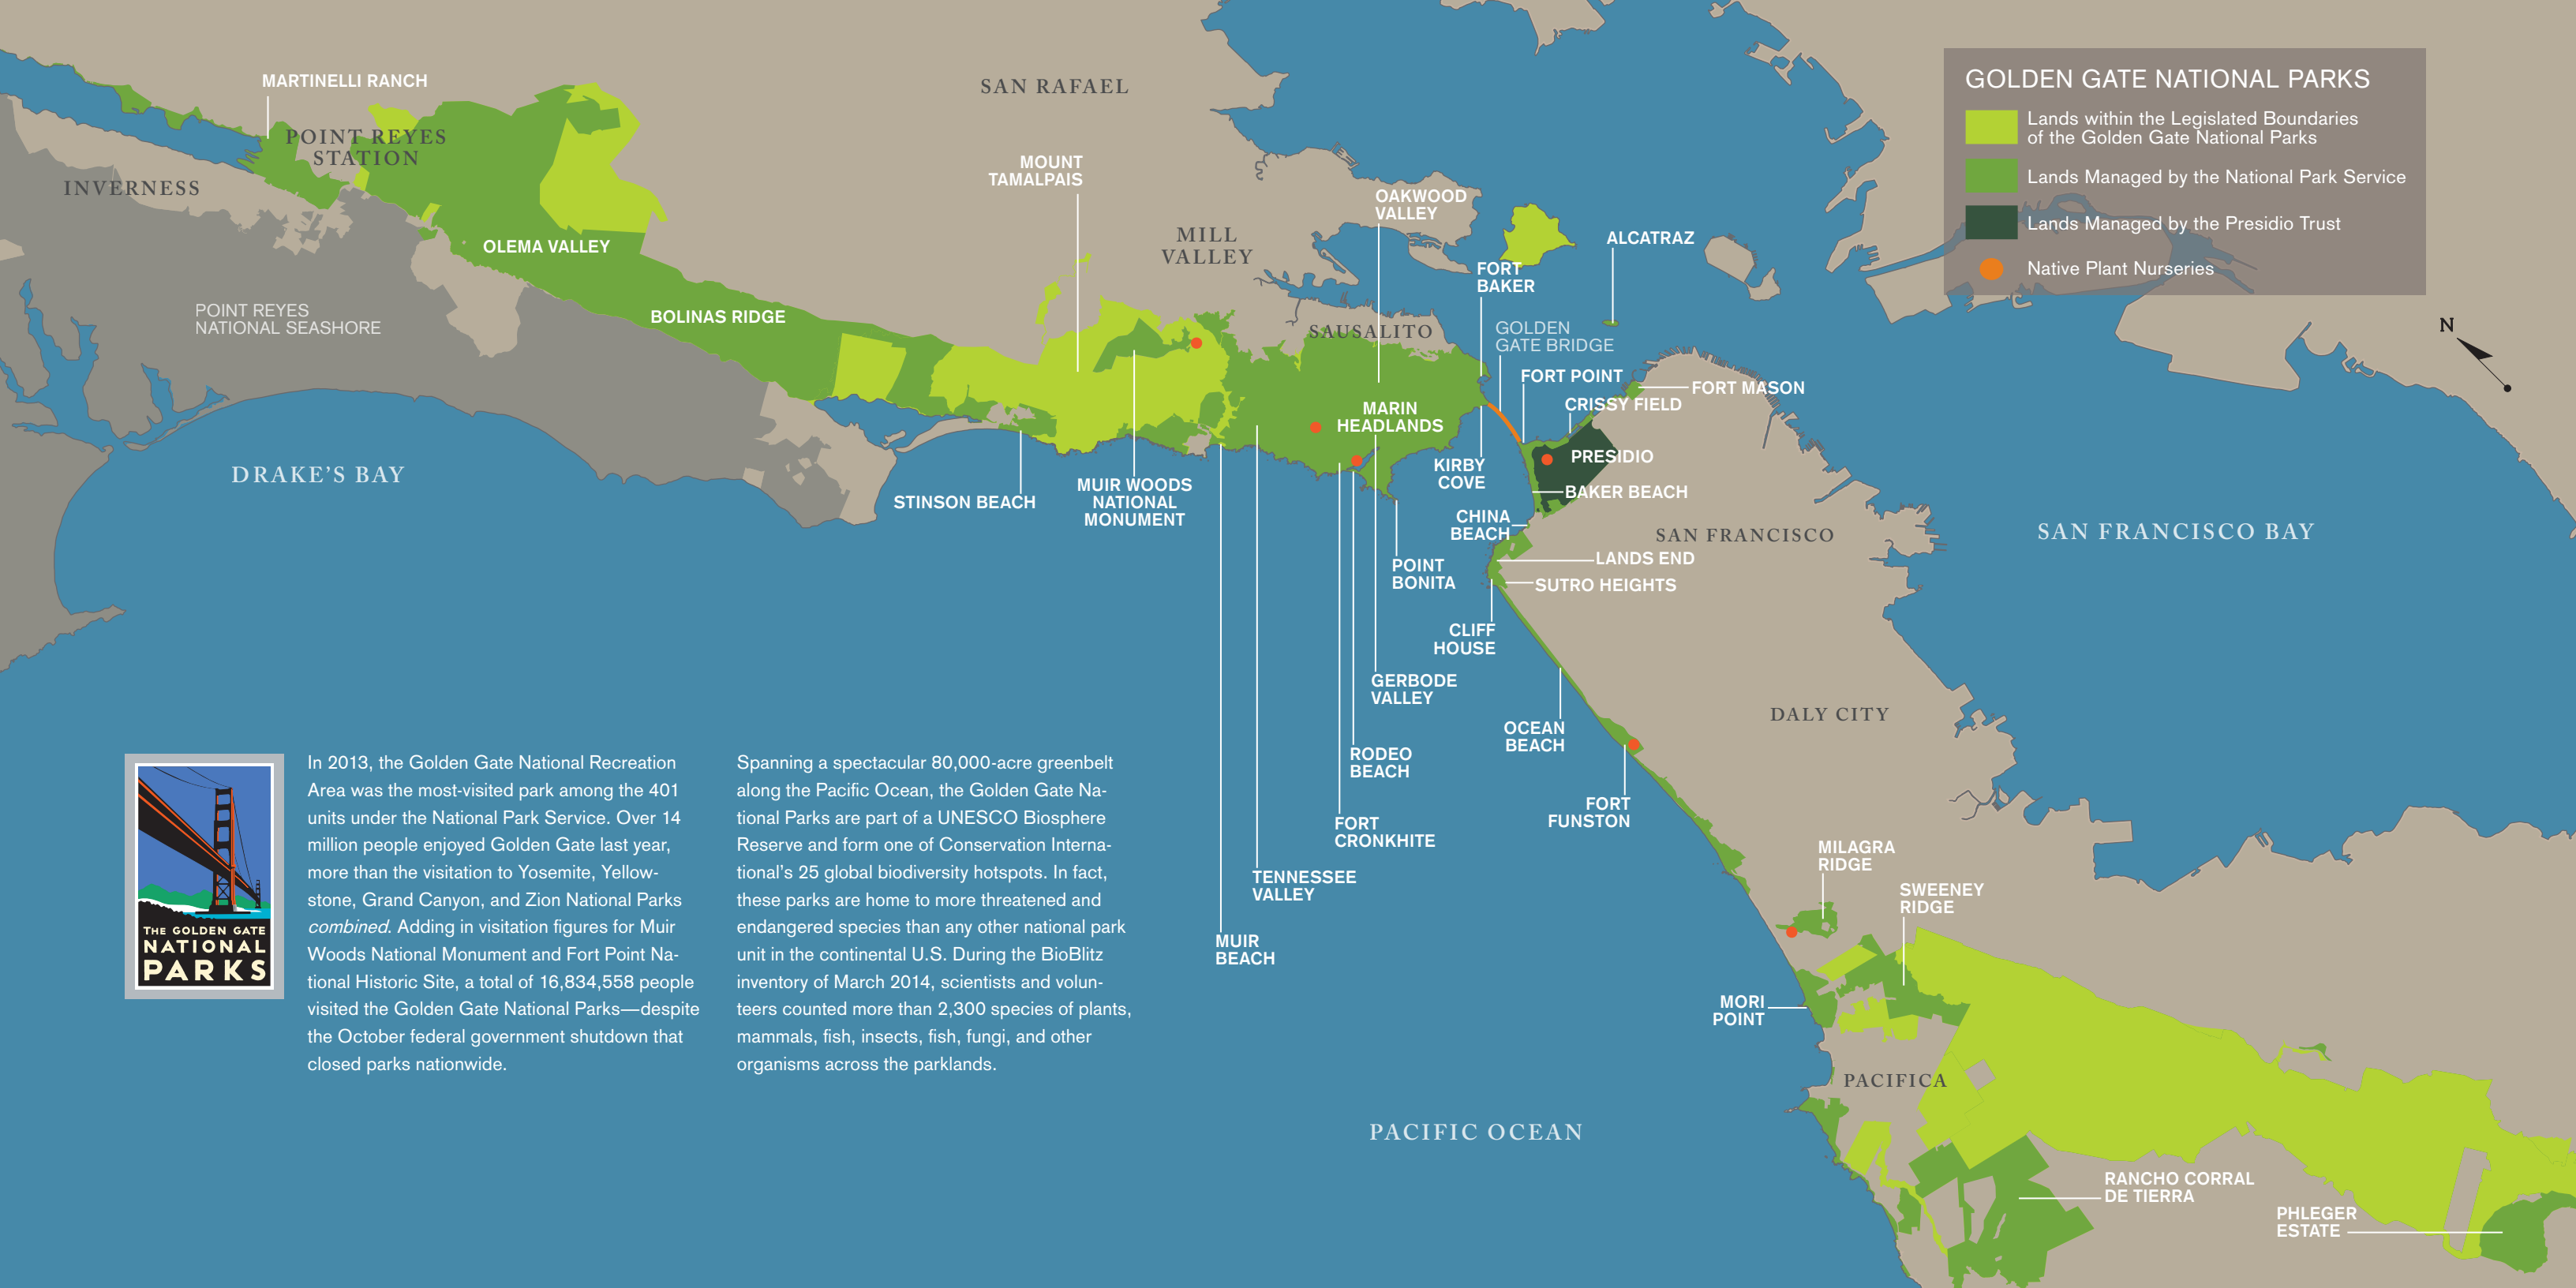 MARTINELLI RANCH
POINT REYES
STATION
INVERNESS
OLEMA VALLEY
POINT REYES
NATIONAL SEASHORE
BOLINAS RIDGE
DRAKE'S BAY
SAN RAFAEL
MOUNT
TAMALPAIS
MILL
VALLEY
OAKWOOD
VALLEY
SAUSALITO
FORT
BAKER
ALCATRAZ
GOLDEN
GATE BRIDGE
FORT POINT
FORT MASON
CRISSY FIELD
MARIN
HEADLANDS
PRESIDIO
KIRBY
COVE
BAKER BEACH
STINSON BEACH
MUIR WOODS
NATIONAL
MONUMENT
CHINA
BEACH
SAN FRANCISCO
LANDS END
POINT
BONITA
SUTRO HEIGHTS
CLIFF
HOUSE
GERBODE
VALLEY
OCEAN
BEACH
RODEO
BEACH
FORT
FUNSTON
FORT
CRONKHITE
TENNESSEE
VALLEY
MUIR
BEACH
DALY CITY
SAN FRANCISCO BAY
MILAGRA
RIDGE
SWEENEY
RIDGE
MORI
POINT
PACIFICA
PACIFIC OCEAN
RANCHO CORRAL
DE TIERRA
PHLEGER
ESTATE
GOLDEN GATE NATIONAL PARKS
Lands within the Legislated Boundaries
of the Golden Gate National Parks
Lands Managed by the National Park Service
Lands Managed by the Presidio Trust
Native Plant Nurseries
N
THE GOLDEN GATE
NATIONAL
PARKS
In 2013, the Golden Gate National Recreation
Area was the most-visited park among the 401
units under the National Park Service. Over 14
million people enjoyed Golden Gate last year,
more than the visitation to Yosemite, Yellow-
stone, Grand Canyon, and Zion National Parks
combined. Adding in visitation figures for Muir
Woods National Monument and Fort Point Na-
tional Historic Site, a total of 16,834,558 people
visited the Golden Gate National Parks—despite
the October federal government shutdown that
closed parks nationwide.
Spanning a spectacular 80,000-acre greenbelt
along the Pacific Ocean, the Golden Gate Na-
tional Parks are part of a UNESCO Biosphere
Reserve and form one of Conservation Interna-
tional's 25 global biodiversity hotspots. In fact,
these parks are home to more threatened and
endangered species than any other national park
unit in the continental U.S. During the BioBlitz
inventory of March 2014, scientists and volun-
teers counted more than 2,300 species of plants,
mammals, fish, insects, fish, fungi, and other
organisms across the parklands.